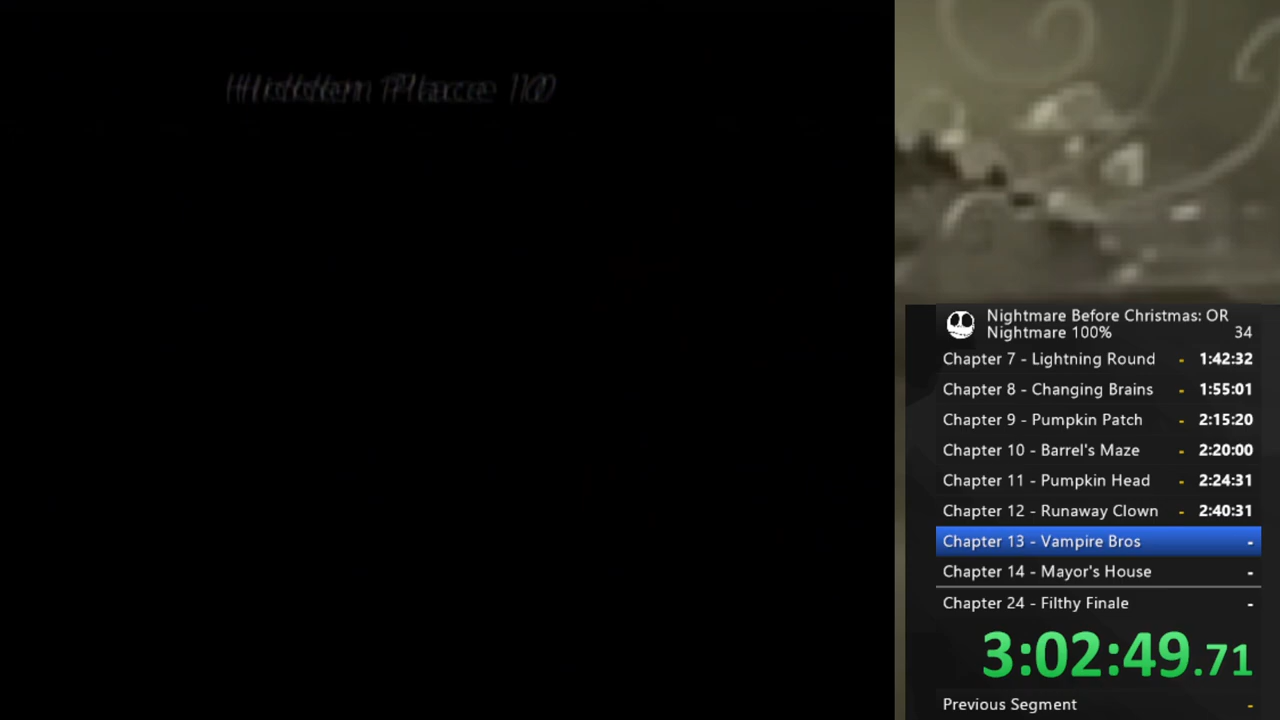 Nightmare Before Christmas: OR
Nightmare 100% 34
Chapter 7 - Lightning Round - 1:42:32
Chapter 8 - Changing Brains - 1:55:01
Chapter 9 - Pumpkin Patch - 2:15:20
Chapter 10 - Barrel's Maze - 2:20:00
Chapter 11 - Pumpkin Head - 2:24:31
Chapter 12 - Runaway Clown - 2:40:31
Chapter 13 - Vampire Bros -
Chapter 14 - Mayor's House -
Chapter 24 - Filthy Finale -
3:02:49.71
Previous Segment -